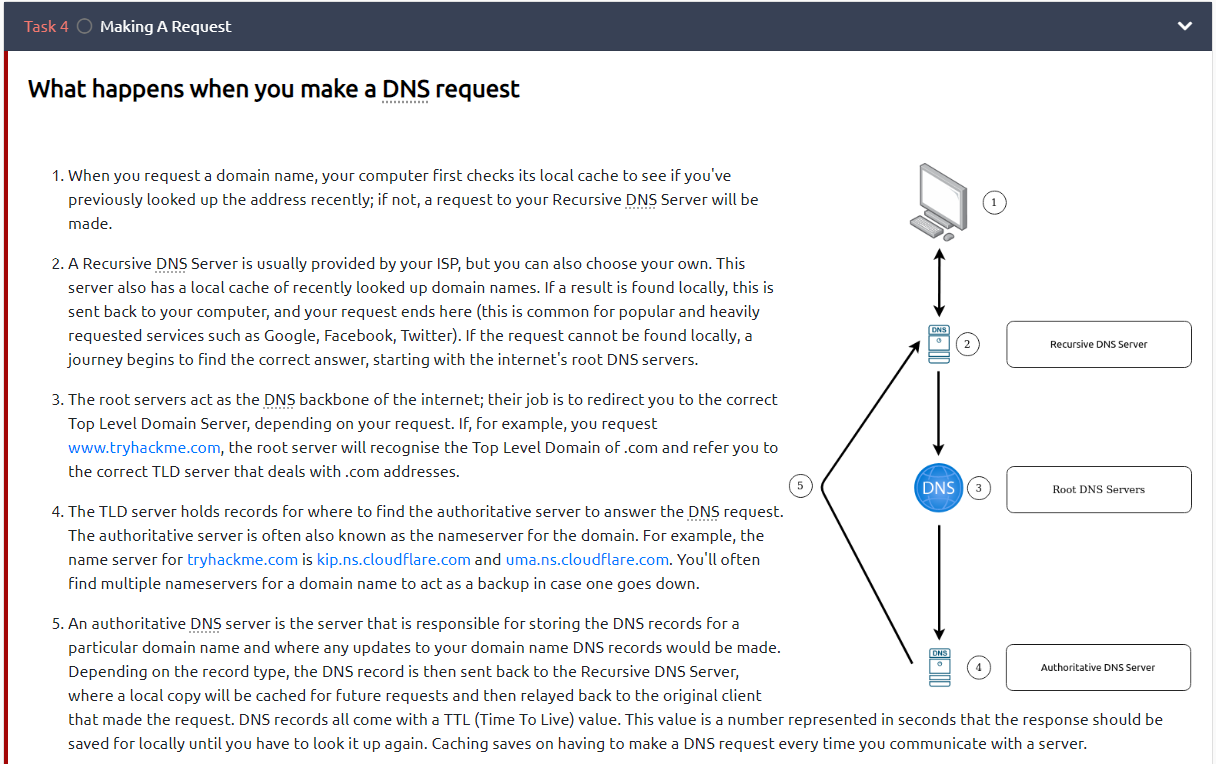 Task 4 Making A Request
What happens when you make a DNS request
1. When you request a domain name, your computer first checks its local cache to see if you've
previously looked up the address recently; if not, a request to your Recursive DNS Server will be
made.
2. A Recursive DNS Server is usually provided by your ISP, but you can also choose your own. This
server also has a local cache of recently looked up domain names. If a result is found locally, this is
sent back to your computer, and your request ends here (this is common for popular and heavily
requested services such as Google, Facebook, Twitter). If the request cannot be found locally, a
journey begins to find the correct answer, starting with the internet's root DNS servers.
3. The root servers act as the DNS backbone of the internet; their job is to redirect you to the correct
Top Level Domain Server, depending on your request. If, for example, you request
www.tryhackme.com, the root server will recognise the Top Level Domain of .com and refer you to
the correct TLD server that deals with .com addresses.
4. The TLD server holds records for where to find the authoritative server to answer the DNS request.
The authoritative server is often also known as the nameserver for the domain. For example, the
name server for tryhackme.com is kip.ns.cloudflare.com and uma.ns.cloudflare.com. You'll often
find multiple nameservers for a domain name to act as a backup in case one goes down.
5. An authoritative DNS server is the server that is responsible for storing the DNS records for a
particular domain name and where any updates to your domain name DNS records would be made.
Depending on the record type, the DNS record is then sent back to the Recursive DNS Server,
where a local copy will be cached for future requests and then relayed back to the original client
that made the request. DNS records all come with a TTL (Time To Live) value. This value is a number represented in seconds that the response should be
saved for locally until you have to look it up again. Caching saves on having to make a DNS request every time you communicate with a server.
1
DNS
2
Recursive DNS Server
5
DNS
3
Root DNS Servers
DNS
4
Authoritative DNS Server